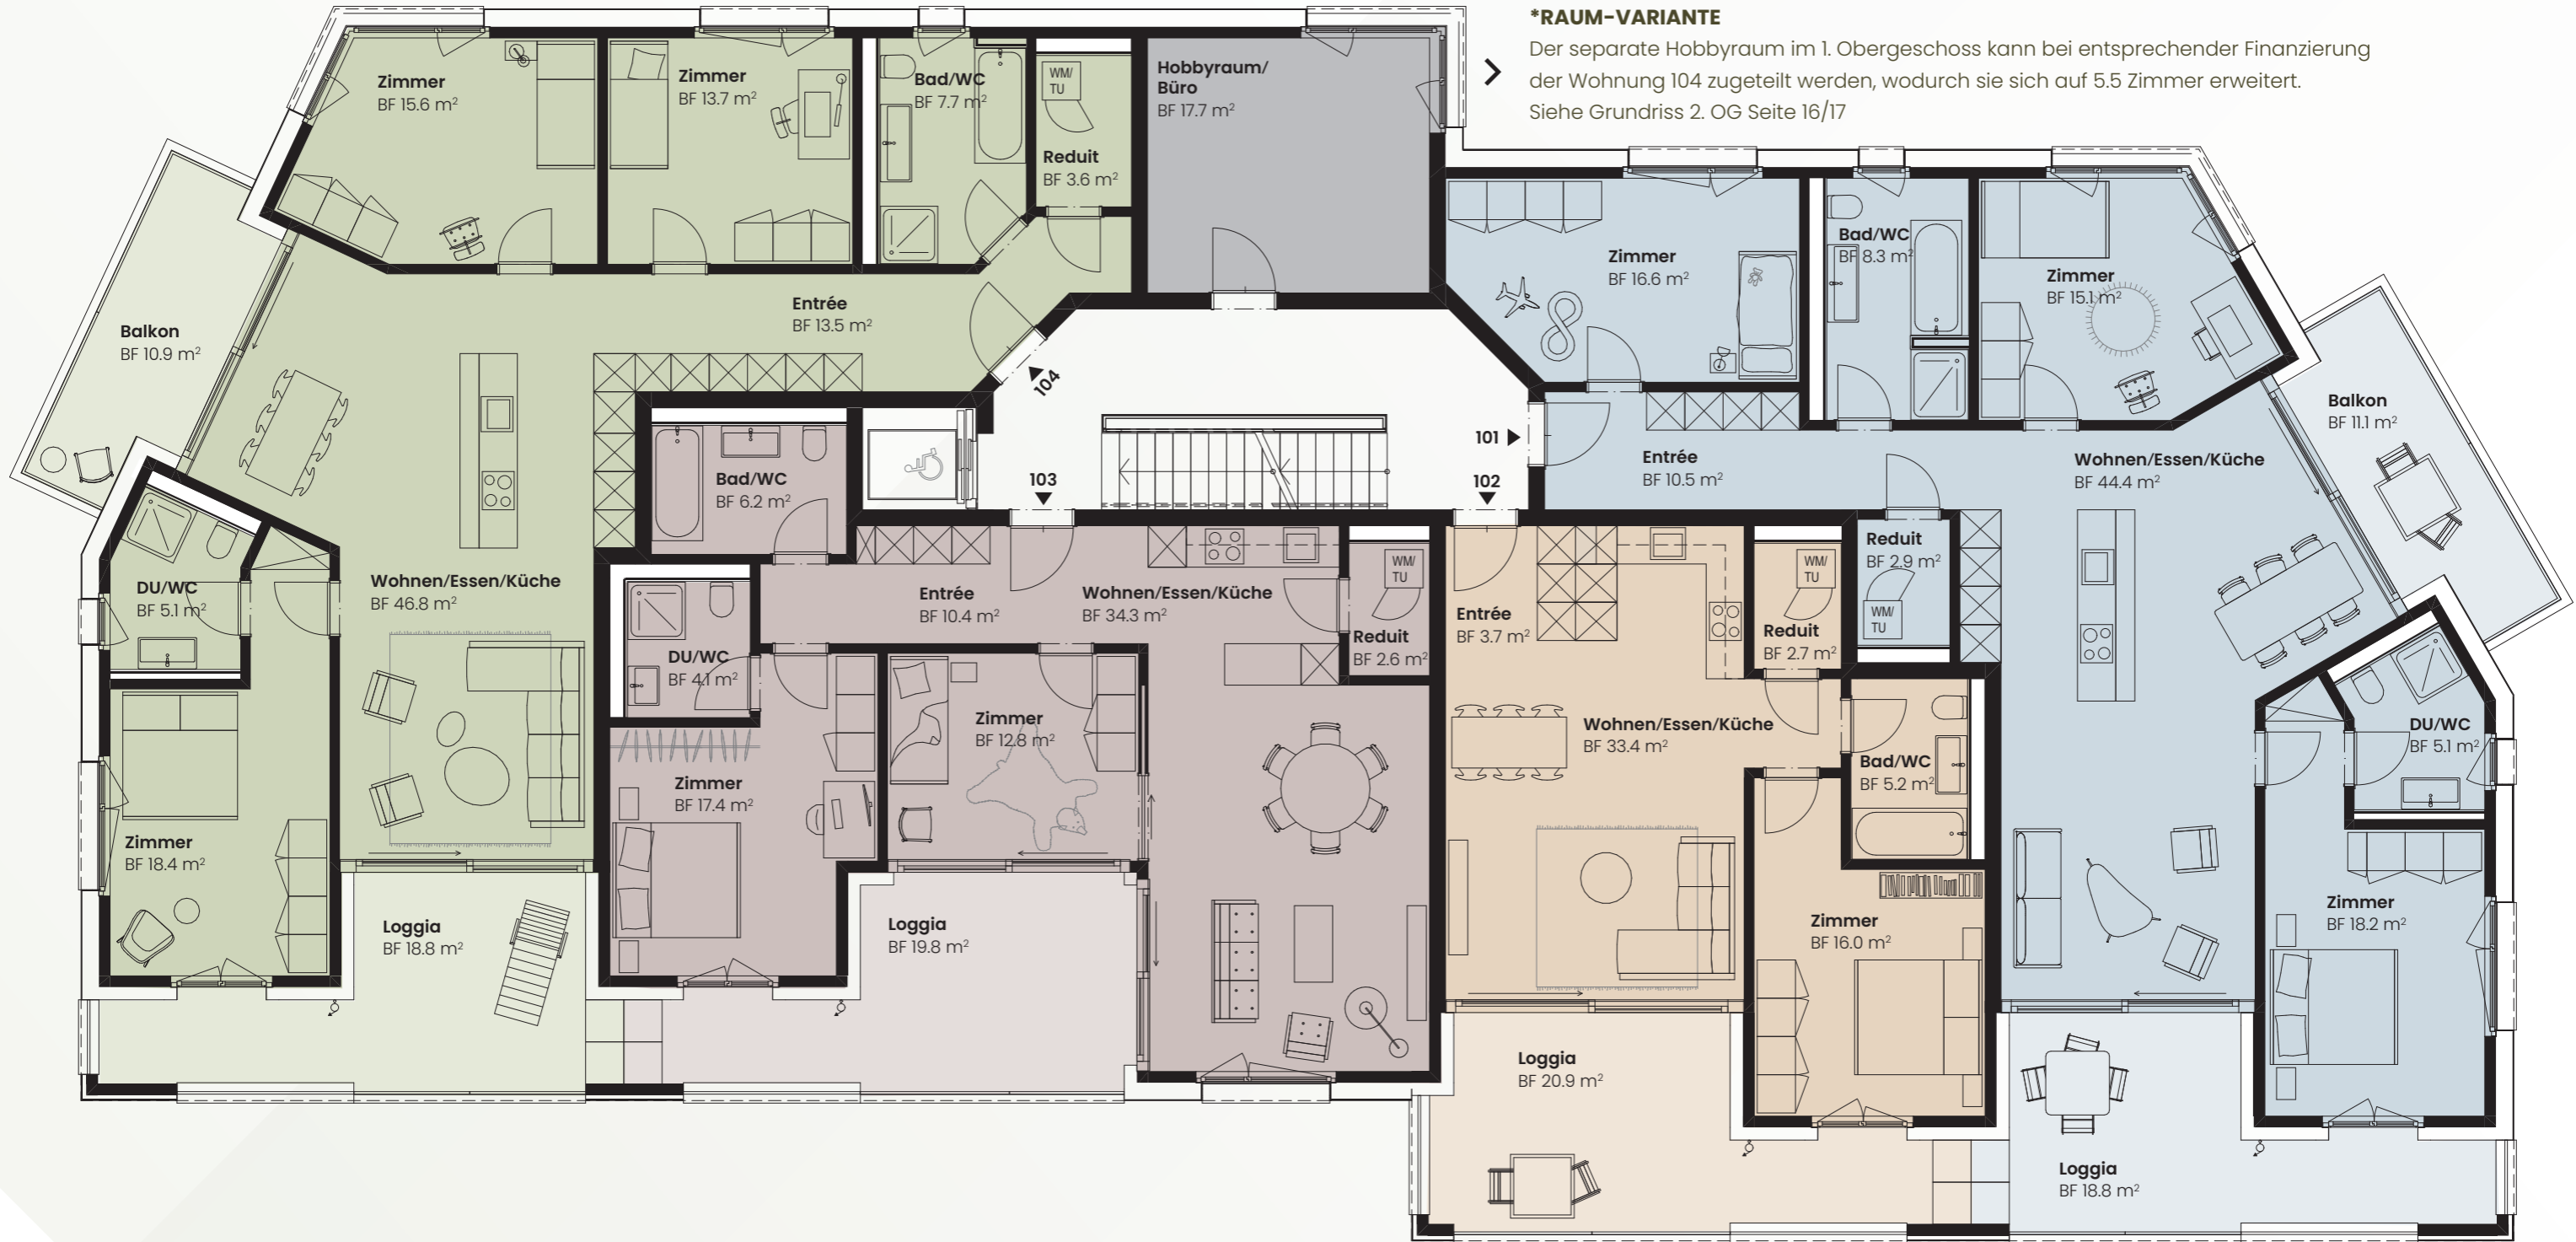 *RAUM-VARIANTE
Der separate Hobbyraum im 1. Obergeschoss kann bei entsprechender Finanzierung
der Wohnung 104 zugeteilt werden, wodurch sie sich auf 5.5 Zimmer erweitert.
Siehe Grundriss 2. OG Seite 16/17
Zimmer
BF 15.6 m²
Zimmer
BF 13.7 m²
Bad/WC
BF 7.7 m²
WM/
TU
Reduit
BF 3.6 m²
Hobbyraum/
Büro
BF 17.7 m²
Zimmer
BF 16.6 m²
Bad/WC
BF 8.3 m²
Zimmer
BF 15.1 m²
Balkon
BF 10.9 m²
Entrée
BF 13.5 m²
104
Balkon
BF 11.1 m²
101
102
103
Entrée
BF 10.5 m²
Wohnen/Essen/Küche
BF 44.4 m²
Bad/WC
BF 6.2 m²
DU/WC
BF 5.1 m²
Wohnen/Essen/Küche
BF 46.8 m²
Entrée
BF 10.4 m²
Wohnen/Essen/Küche
BF 34.3 m²
WM/
TU
Reduit
BF 2.6 m²
Entrée
BF 3.7 m²
WM/
TU
Reduit
BF 2.7 m²
Reduit
BF 2.9 m²
WM/
TU
DU/WC
BF 4.1 m²
Zimmer
BF 12.8 m²
Wohnen/Essen/Küche
BF 33.4 m²
Bad/WC
BF 5.2 m²
DU/WC
BF 5.1 m²
Zimmer
BF 17.4 m²
Zimmer
BF 18.4 m²
Loggia
BF 18.8 m²
Loggia
BF 19.8 m²
Zimmer
BF 16.0 m²
Zimmer
BF 18.2 m²
Loggia
BF 20.9 m²
Loggia
BF 18.8 m²